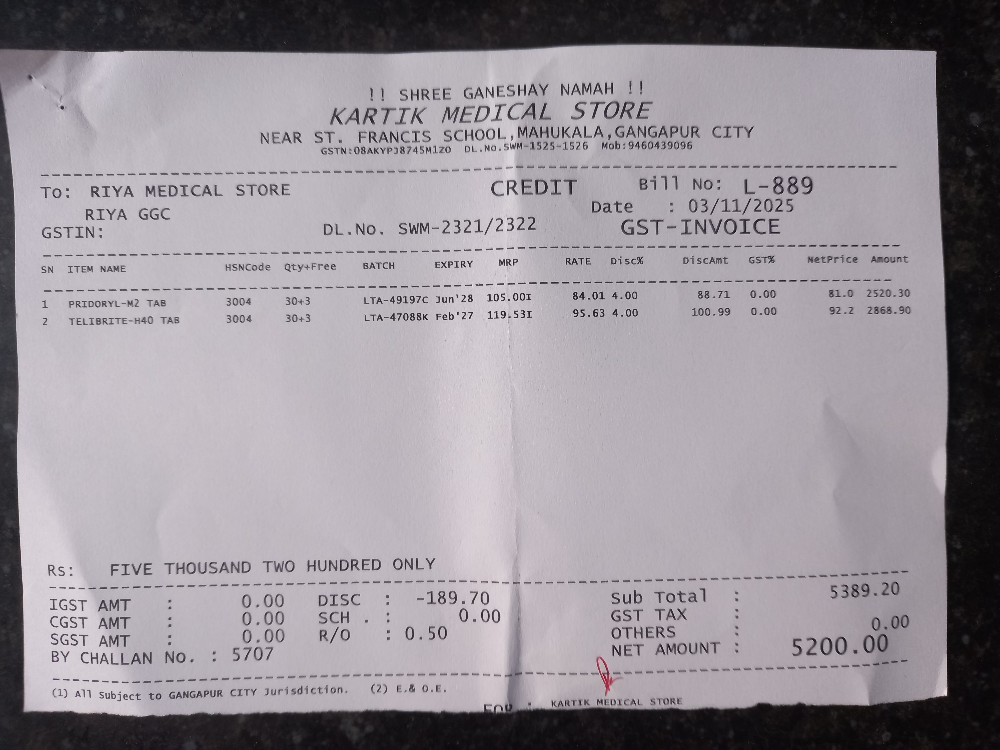 !! SHREE GANESHAY NAMAH !!
KARTIK MEDICAL STORE
NEAR ST. FRANCIS SCHOOL,MAHUKALA,GANGAPUR CITY
GSTN:08AKYPJ8745M1ZO DL.NO.SWM-1525-1526 Mob:9460439096
To: RIYA MEDICAL STORE CREDIT Bill No: L-889
RIYA GGC Date : 03/11/2025
GSTIN: DL.No. SWM-2321/2322 GST-INVOICE
SN ITEM NAME HSNCode Qty+Free BATCH EXPIRY MRP RATE Disc% DiscAmt GST% NetPrice Amount
1 PRIDORYL-M2 TAB 3004 30+3 LTA-49197C Jun'28 105.00I 84.01 4.00 88.71 0.00 81.0 2520.30
2 TELIBRITE-H40 TAB 3004 30+3 LTA-47088K Feb'27 119.53I 95.63 4.00 100.99 0.00 92.2 2868.90
Rs: FIVE THOUSAND TWO HUNDRED ONLY
IGST AMT : 0.00 DISC : -189.70 Sub Total : 5389.20
CGST AMT : 0.00 SCH . : 0.00 GST TAX :
SGST AMT : 0.00 R/O : 0.50 OTHERS : 0.00
BY CHALLAN No. : 5707 NET AMOUNT : 5200.00
(1) All Subject to GANGAPUR CITY Jurisdiction. (2) E.& O.E.
FOR : KARTIK MEDICAL STORE